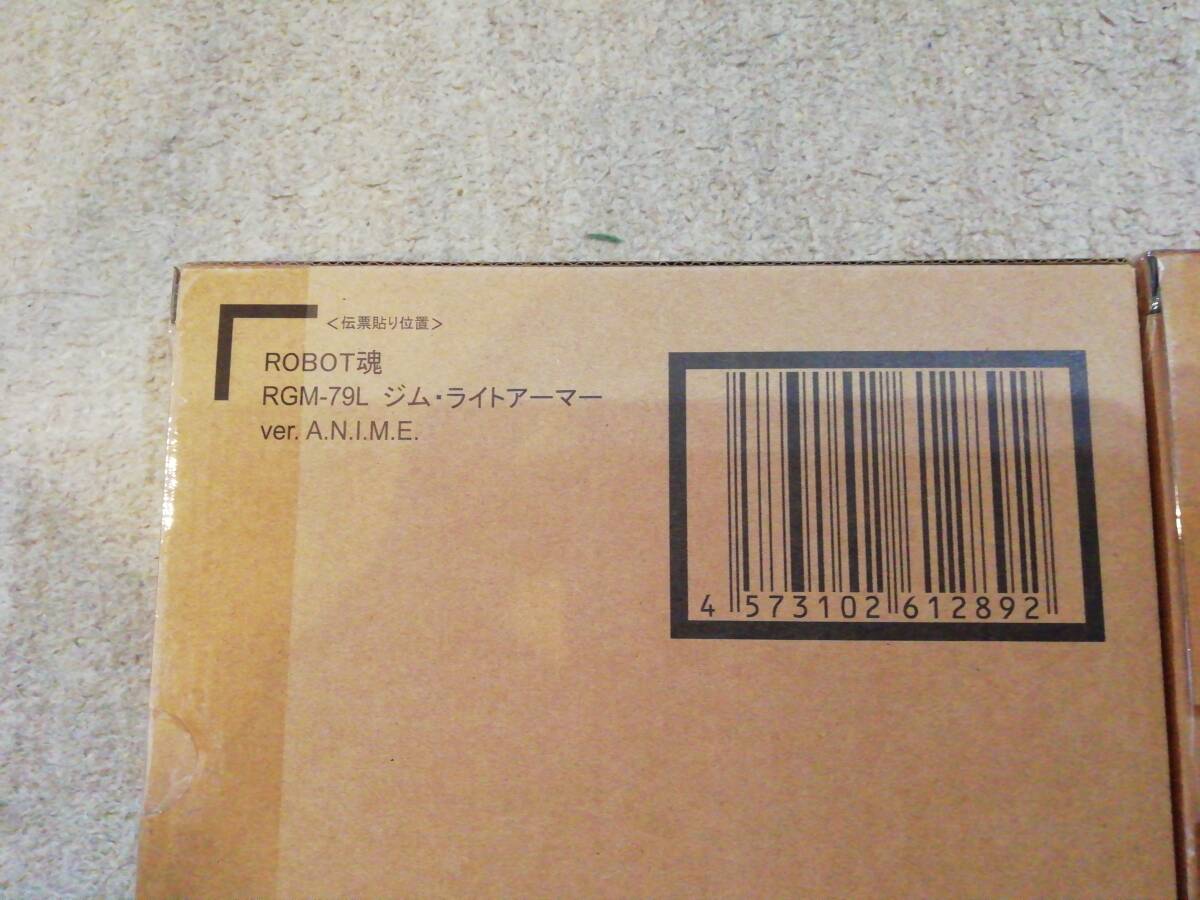 <伝票貼り位置>
ROBOT魂
RGM-79L ジム・ライトアーマー
ver. A.N.I.M.E.
4 573102 612892